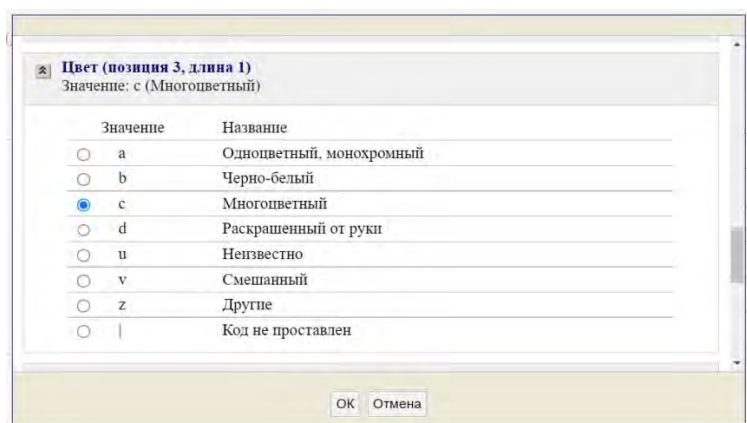 Цвет (позиция 3, длина 1)
Значение: c (Многоцветный)
Значение Название
a Одноцветный, монохромный
b Черно-белый
c Многоцветный
d Раскрашенный от руки
u Неизвестно
v Смешанный
z Другие
| Код не проставлен
ОК Отмена